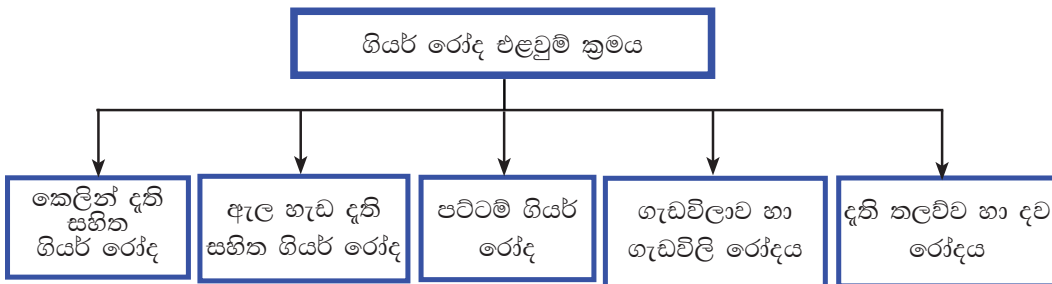 ගියර් රෝද එළවුම් ක්‍රමය
කෙලින් දැති
සහිත
ගියර් රෝද
ඇල හැඩ දැති
සහිත ගියර් රෝද
පට්ටම් ගියර්
රෝද
ගැඩවිලාව හා
ගැඩවිලි රෝදය
දැති තලව්ව හා දව
රෝදය